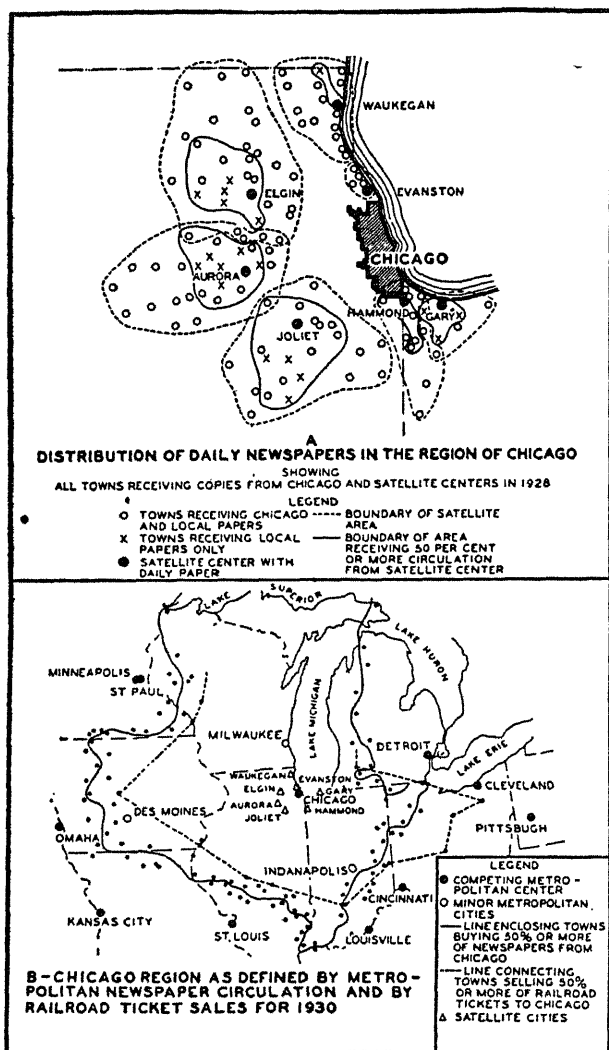 WAUKEGAN
ELGIN
EVANSTON
CHICAGO
AURORA
HAMMOND
GARY
JOLIET
A
DISTRIBUTION OF DAILY NEWSPAPERS IN THE REGION OF CHICAGO
SHOWING
ALL TOWNS RECEIVING COPIES FROM CHICAGO AND SATELLITE CENTERS IN 1928
LEGEND
TOWNS RECEIVING CHICAGO
AND LOCAL PAPERS
TOWNS RECEIVING LOCAL
PAPERS ONLY
SATELLITE CENTER WITH
DAILY PAPER
BOUNDARY OF SATELLITE
AREA
BOUNDARY OF AREA
RECEIVING 50 PER CENT
OR MORE CIRCULATION
FROM SATELLITE CENTER
LAKE SUPERIOR
LAKE HURON
MINNEAPOLIS
ST PAUL
LAKE MICHIGAN
MILWAUKEE
DETROIT
LAKE ERIE
WAUKEGAN
EVANSTON
ELGIN
GARY
CLEVELAND
AURORA
CHICAGO
DES MOINES
JOLIET
HAMMOND
PITTSBUGH
OMAHA
INDIANAPOLIS
CINCINNATI
KANSAS CITY
ST. LOUIS
LOUISVILLE
LEGEND
COMPETING METRO-
POLITAN CENTER
MINOR METROPOLITAN
CITIES
LINE ENCLOSING TOWNS
BUYING 50% OR MORE
OF NEWSPAPERS FROM
CHICAGO
LINE CONNECTING
TOWNS SELLING 50%
OR MORE OF RAILROAD
TICKETS TO CHICAGO
SATELLITE CITIES
B-CHICAGO REGION AS DEFINED BY METRO-
POLITAN NEWSPAPER CIRCULATION AND BY
RAILROAD TICKET SALES FOR 1930